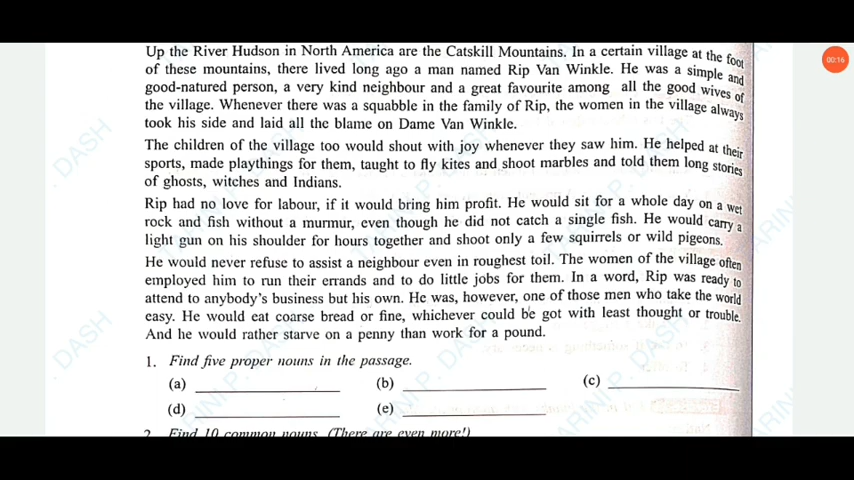 00:16
Up the River Hudson in North America are the Catskill Mountains. In a certain village at the foot
of these mountains, there lived long ago a man named Rip Van Winkle. He was a simple and
good-natured person, a very kind neighbour and a great favourite among all the good wives of
the village. Whenever there was a squabble in the family of Rip, the women in the village always
took his side and laid all the blame on Dame Van Winkle.
The children of the village too would shout with joy whenever they saw him. He helped at their
sports, made playthings for them, taught to fly kites and shoot marbles and told them long stories
of ghosts, witches and Indians.
Rip had no love for labour, if it would bring him profit. He would sit for a whole day on a wet
rock and fish without a murmur, even though he did not catch a single fish. He would carry a
light gun on his shoulder for hours together and shoot only a few squirrels or wild pigeons.
He would never refuse to assist a neighbour even in roughest toil. The women of the village often
employed him to run their errands and to do little jobs for them. In a word, Rip was ready to
attend to anybody's business but his own. He was, however, one of those men who take the world
easy. He would eat coarse bread or fine, whichever could be got with least thought or trouble.
And he would rather starve on a penny than work for a pound.
1. Find five proper nouns in the passage.
(a) (b) (c)
(d) (e)
2. Find 10 common nouns. (There are even more!)
DASH
DASH